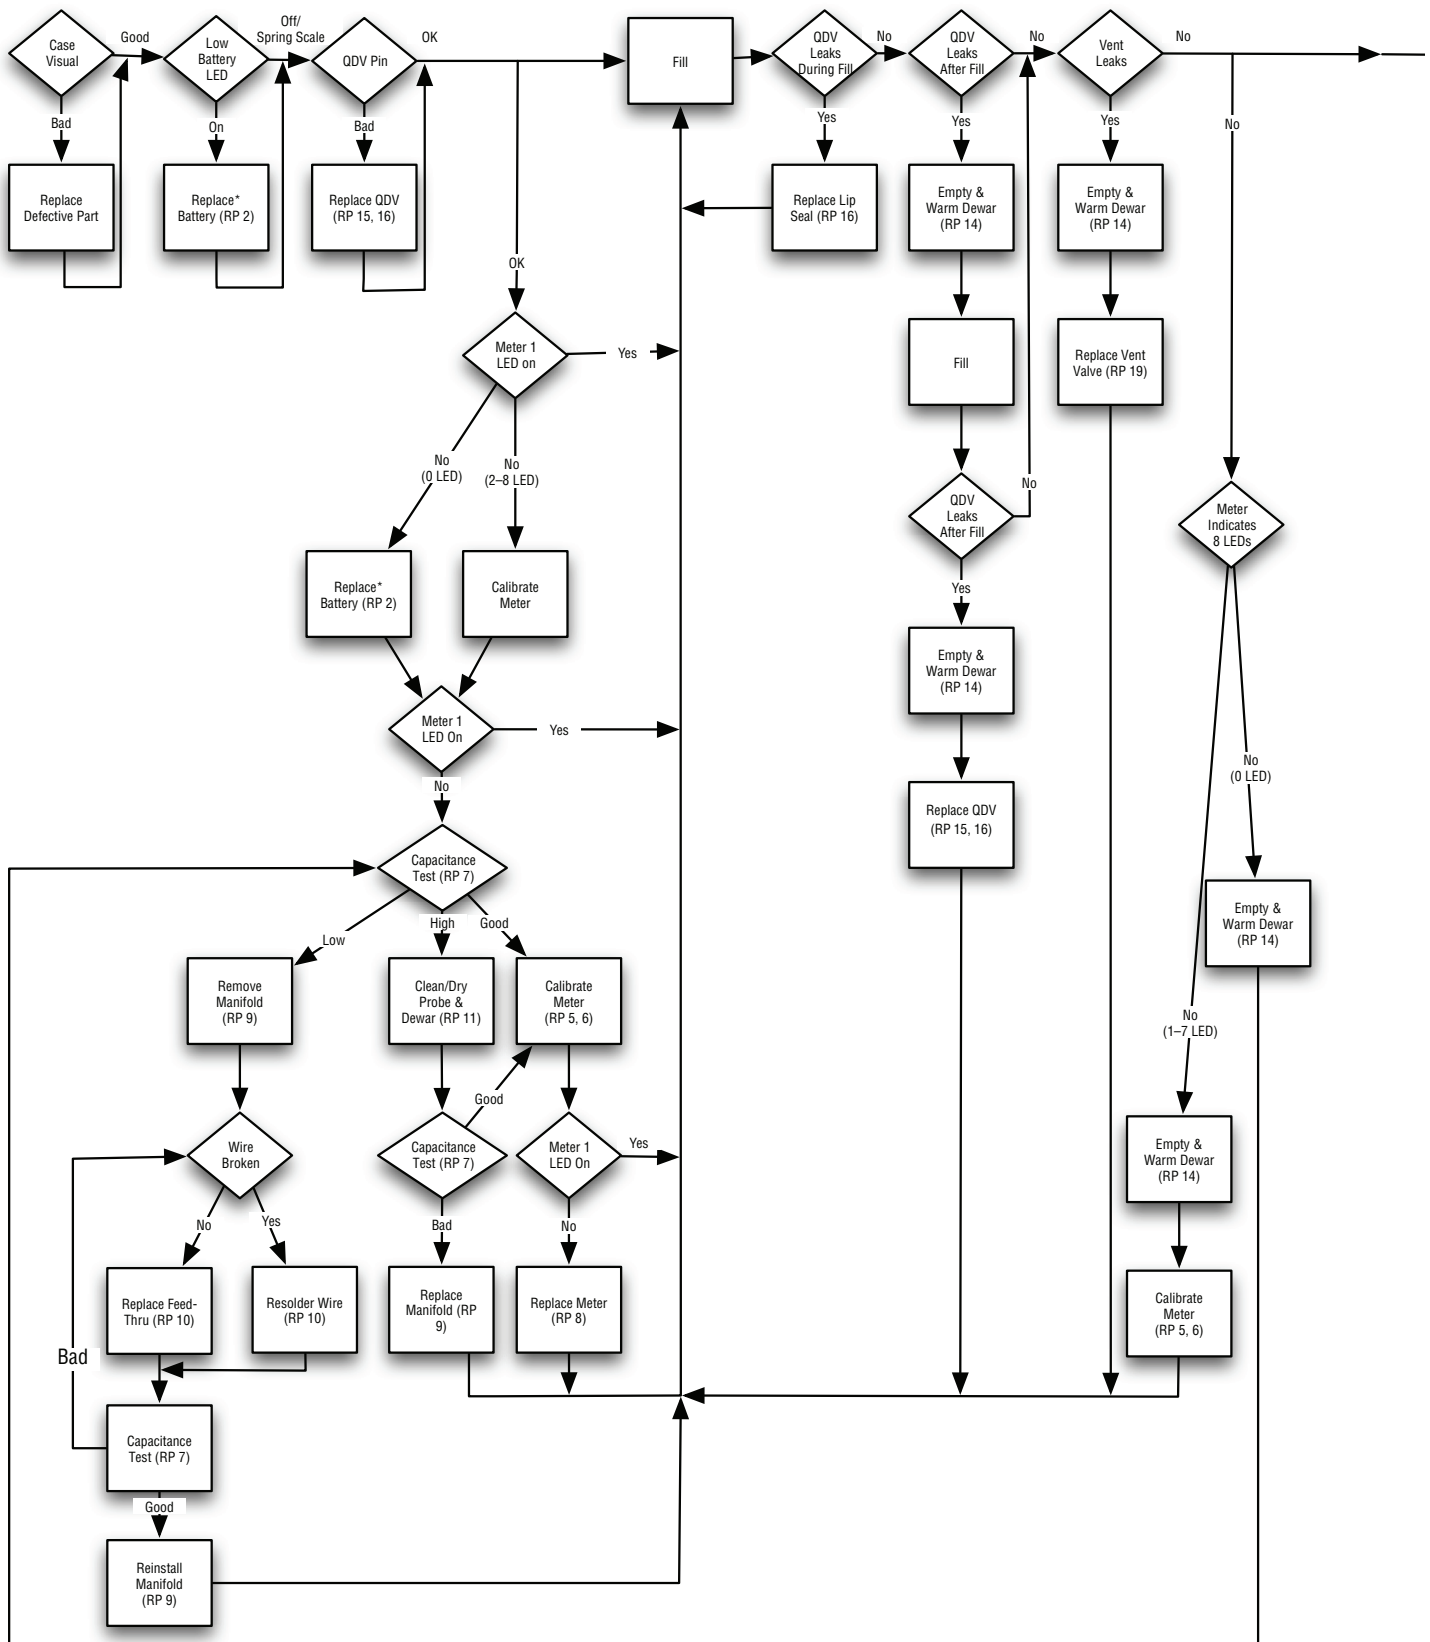 Case
Visual
Good
Low
Battery
LED
Off/
Spring Scale
QDV Pin
OK
Fill
QDV
Leaks
During Fill
No
QDV
Leaks
After Fill
No
Vent
Leaks
No
Bad
On
Bad
Yes
Yes
Yes
No
Replace
Defective Part
Replace*
Battery (RP 2)
Replace QDV
(RP 15, 16)
Replace Lip
Seal (RP 16)
Empty &
Warm Dewar
(RP 14)
Empty &
Warm Dewar
(RP 14)
OK
Meter 1
LED on
Yes
Fill
Replace Vent
Valve (RP 19)
No
(0 LED)
No
(2–8 LED)
No
QDV
Leaks
After Fill
Meter
Indicates
8 LEDs
Replace*
Battery (RP 2)
Calibrate
Meter
Yes
Empty &
Warm Dewar
(RP 14)
Meter 1
LED On
Yes
No
No
(0 LED)
Replace QDV
(RP 15, 16)
Capacitance
Test (RP 7)
Low
High
Good
Empty &
Warm Dewar
(RP 14)
Remove
Manifold
(RP 9)
Clean/Dry
Probe &
Dewar (RP 11)
Calibrate
Meter
(RP 5, 6)
No
(1–7 LED)
Good
Wire
Broken
Capacitance
Test (RP 7)
Meter 1
LED On
Yes
Empty &
Warm Dewar
(RP 14)
No
Yes
Bad
No
Replace Feed-
Thru (RP 10)
Resolder Wire
(RP 10)
Replace
Manifold (RP
9)
Replace Meter
(RP 8)
Calibrate
Meter
(RP 5, 6)
Bad
Capacitance
Test (RP 7)
Good
Reinstall
Manifold
(RP 9)